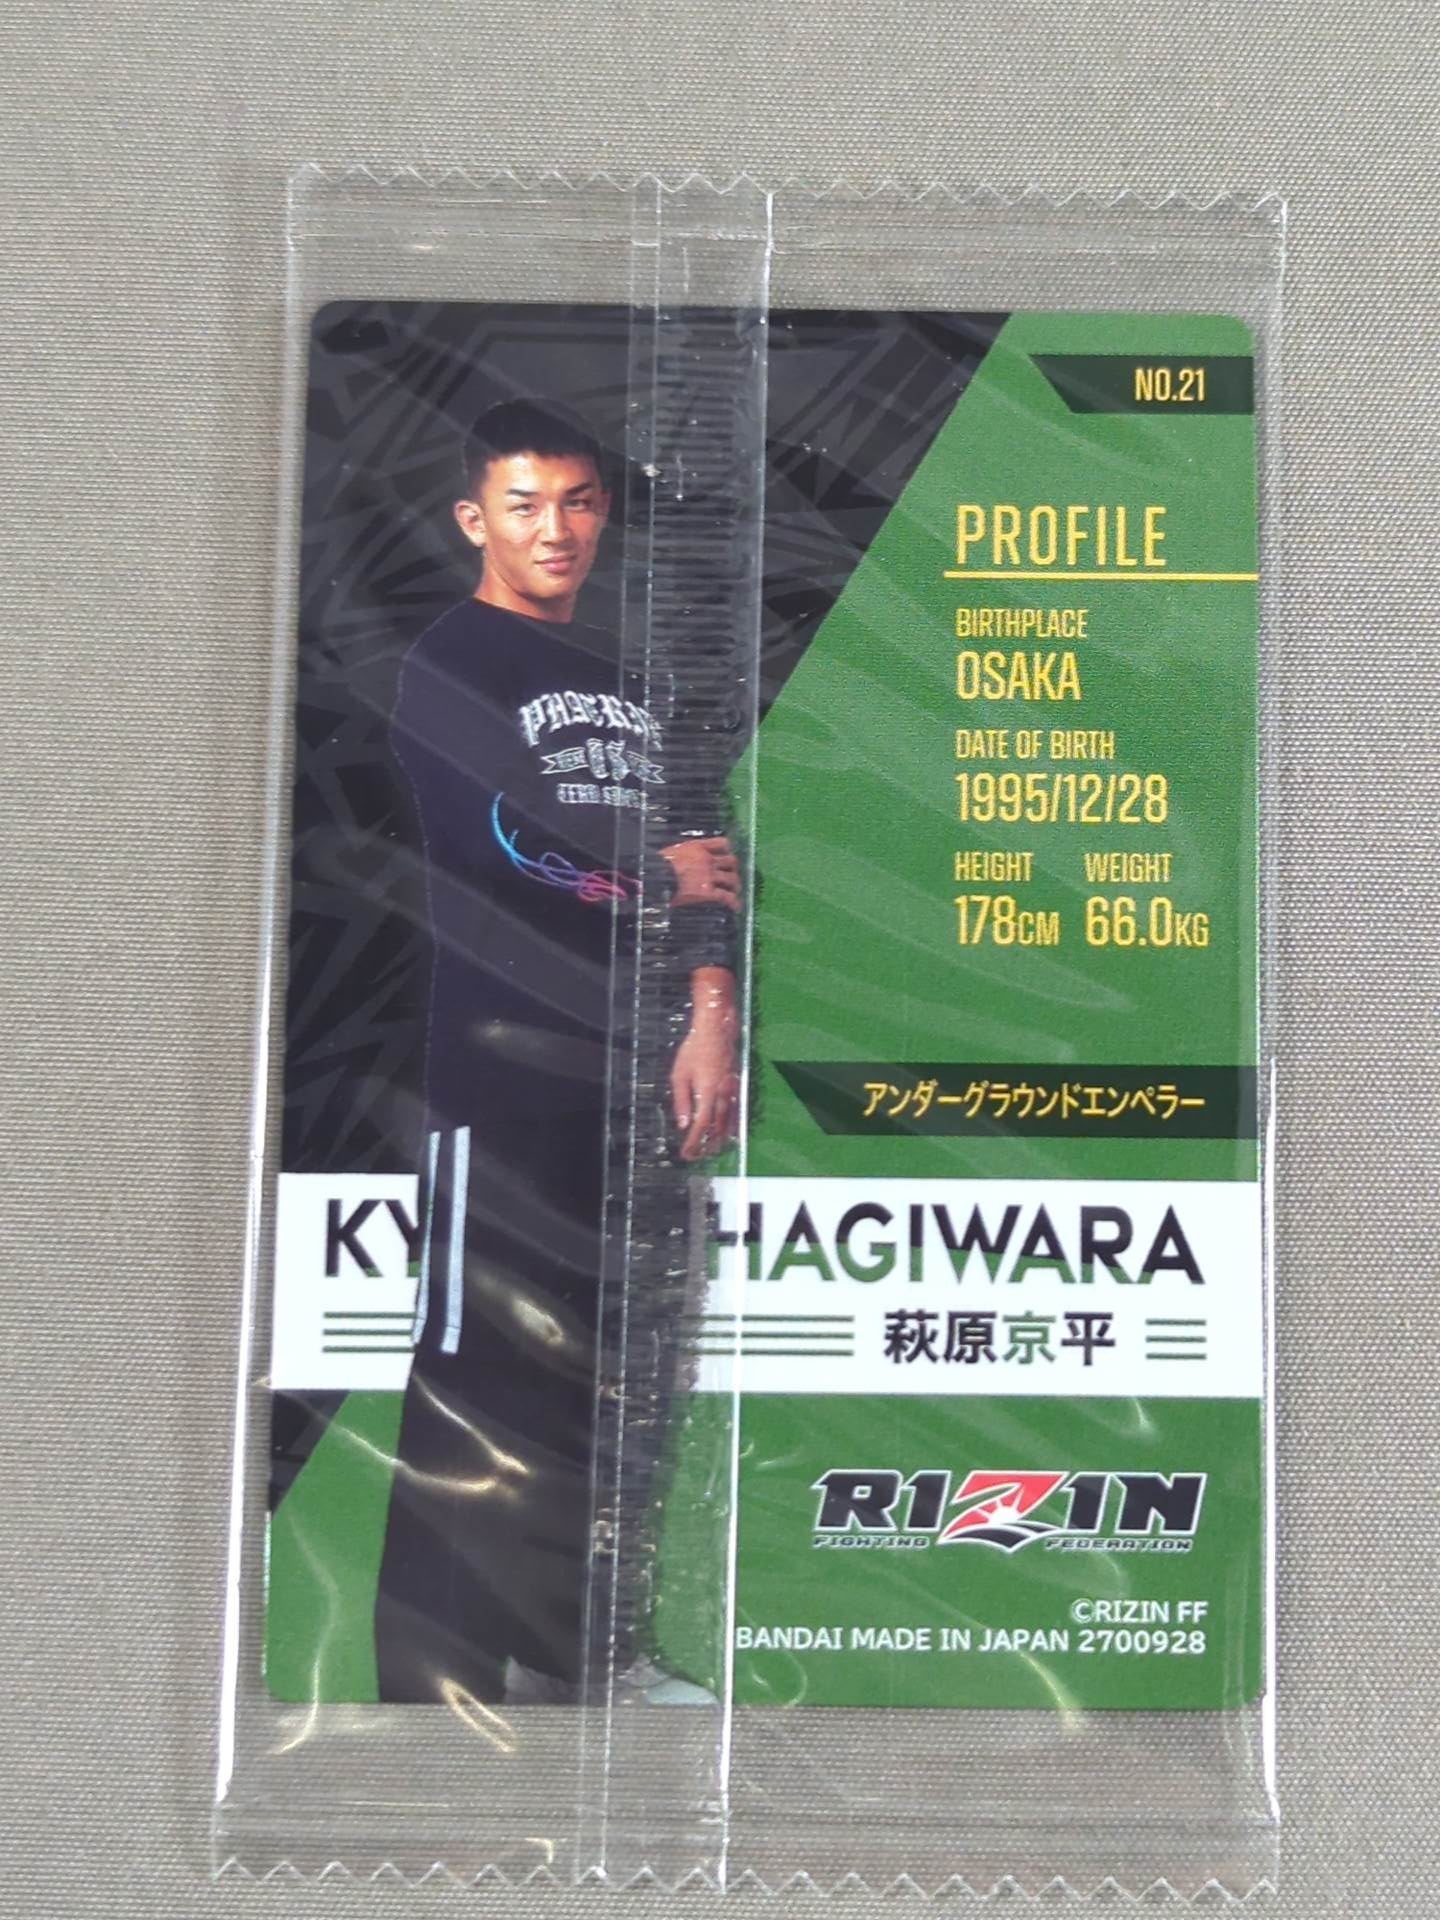 NO.21
PROFILE
BIRTHPLACE
OSAKA
DATE OF BIRTH
1995/12/28
HEIGHT WEIGHT
178CM 66.0KG
アンダーグラウンドエンペラー
HAGIWARA
萩原京平
RIZIN
FIGHTING FEDERATION
©RIZIN FF
BANDAI MADE IN JAPAN 2700928